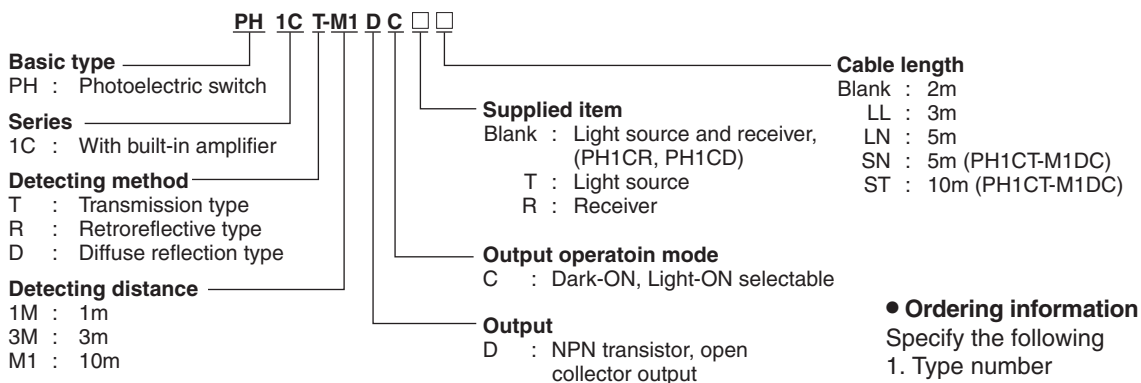 PH 1C T-M1 D C □ □
Basic type
PH : Photoelectric switch
Series
1C : With built-in amplifier
Detecting method
T : Transmission type
R : Retroreflective type
D : Diffuse reflection type
Detecting distance
1M : 1m
3M : 3m
M1 : 10m
Supplied item
Blank : Light source and receiver,
(PH1CR, PH1CD)
T : Light source
R : Receiver
Output operatoin mode
C : Dark-ON, Light-ON selectable
Output
D : NPN transistor, open
collector output
Cable length
Blank : 2m
LL : 3m
LN : 5m
SN : 5m (PH1CT-M1DC)
ST : 10m (PH1CT-M1DC)
● Ordering information
Specify the following
1. Type number